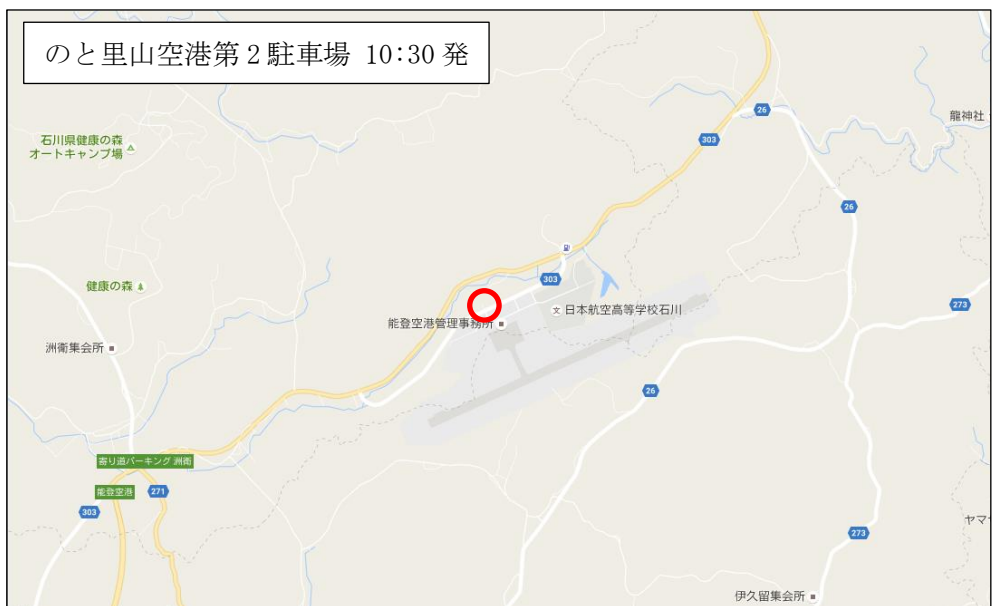 のと里山空港第２駐車場 10:30 発
26
龍神社
石川県健康の森
オートキャンプ場
303
26
303
健康の森
日本航空高等学校石川
文
能登空港管理事務所
273
洲衛集会所
26
寄り道パーキング 洲衛
能登空港
271
303
ヤマ
273
伊久留集会所